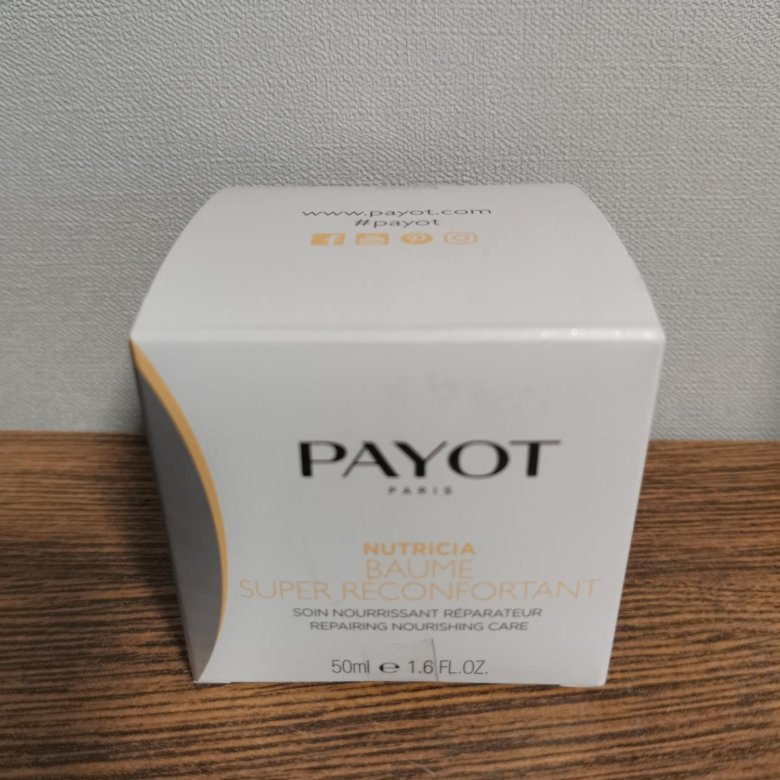 www.payot.com
#payot
PAYOT
PARIS
NUTRICIA
BAUME
SUPER RÉCONFORTANT
SOIN NOURRISSANT RÉPARATEUR
REPAIRING NOURISHING CARE
50ml e 1.6 FL.OZ.